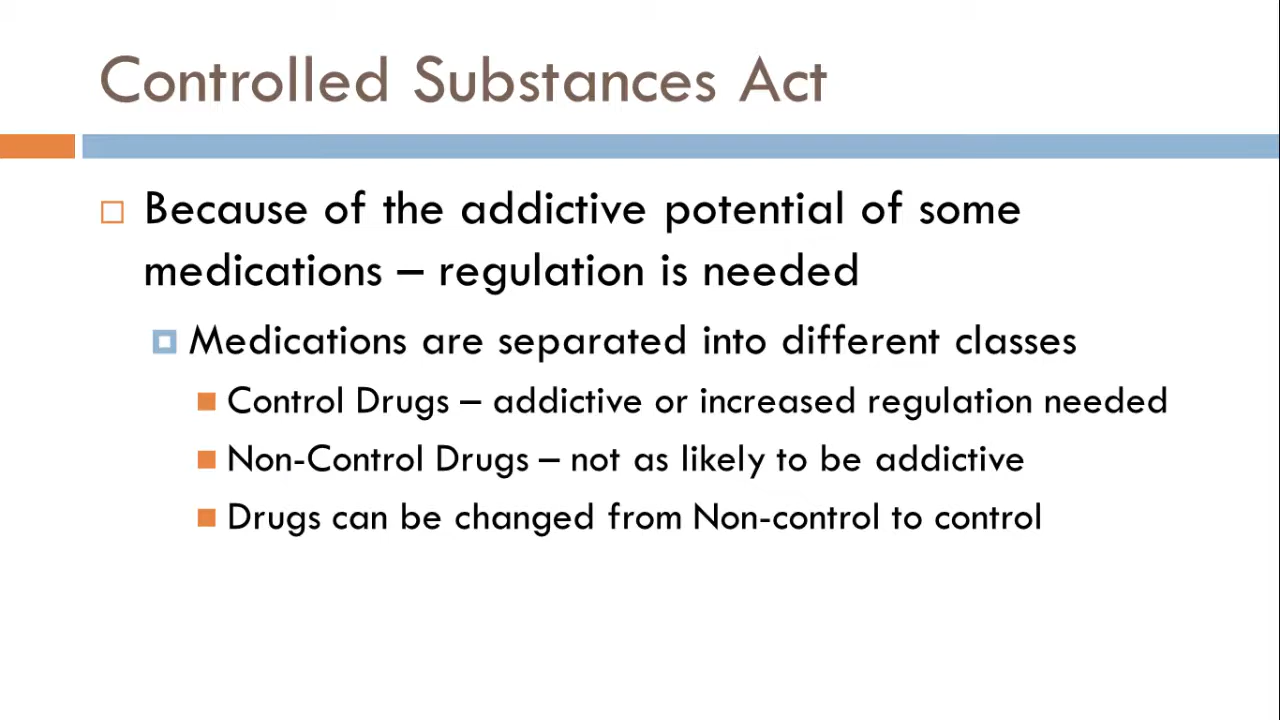 Controlled Substances Act
Because of the addictive potential of some
medications – regulation is needed
Medications are separated into different classes
Control Drugs – addictive or increased regulation needed
Non-Control Drugs – not as likely to be addictive
Drugs can be changed from Non-control to control